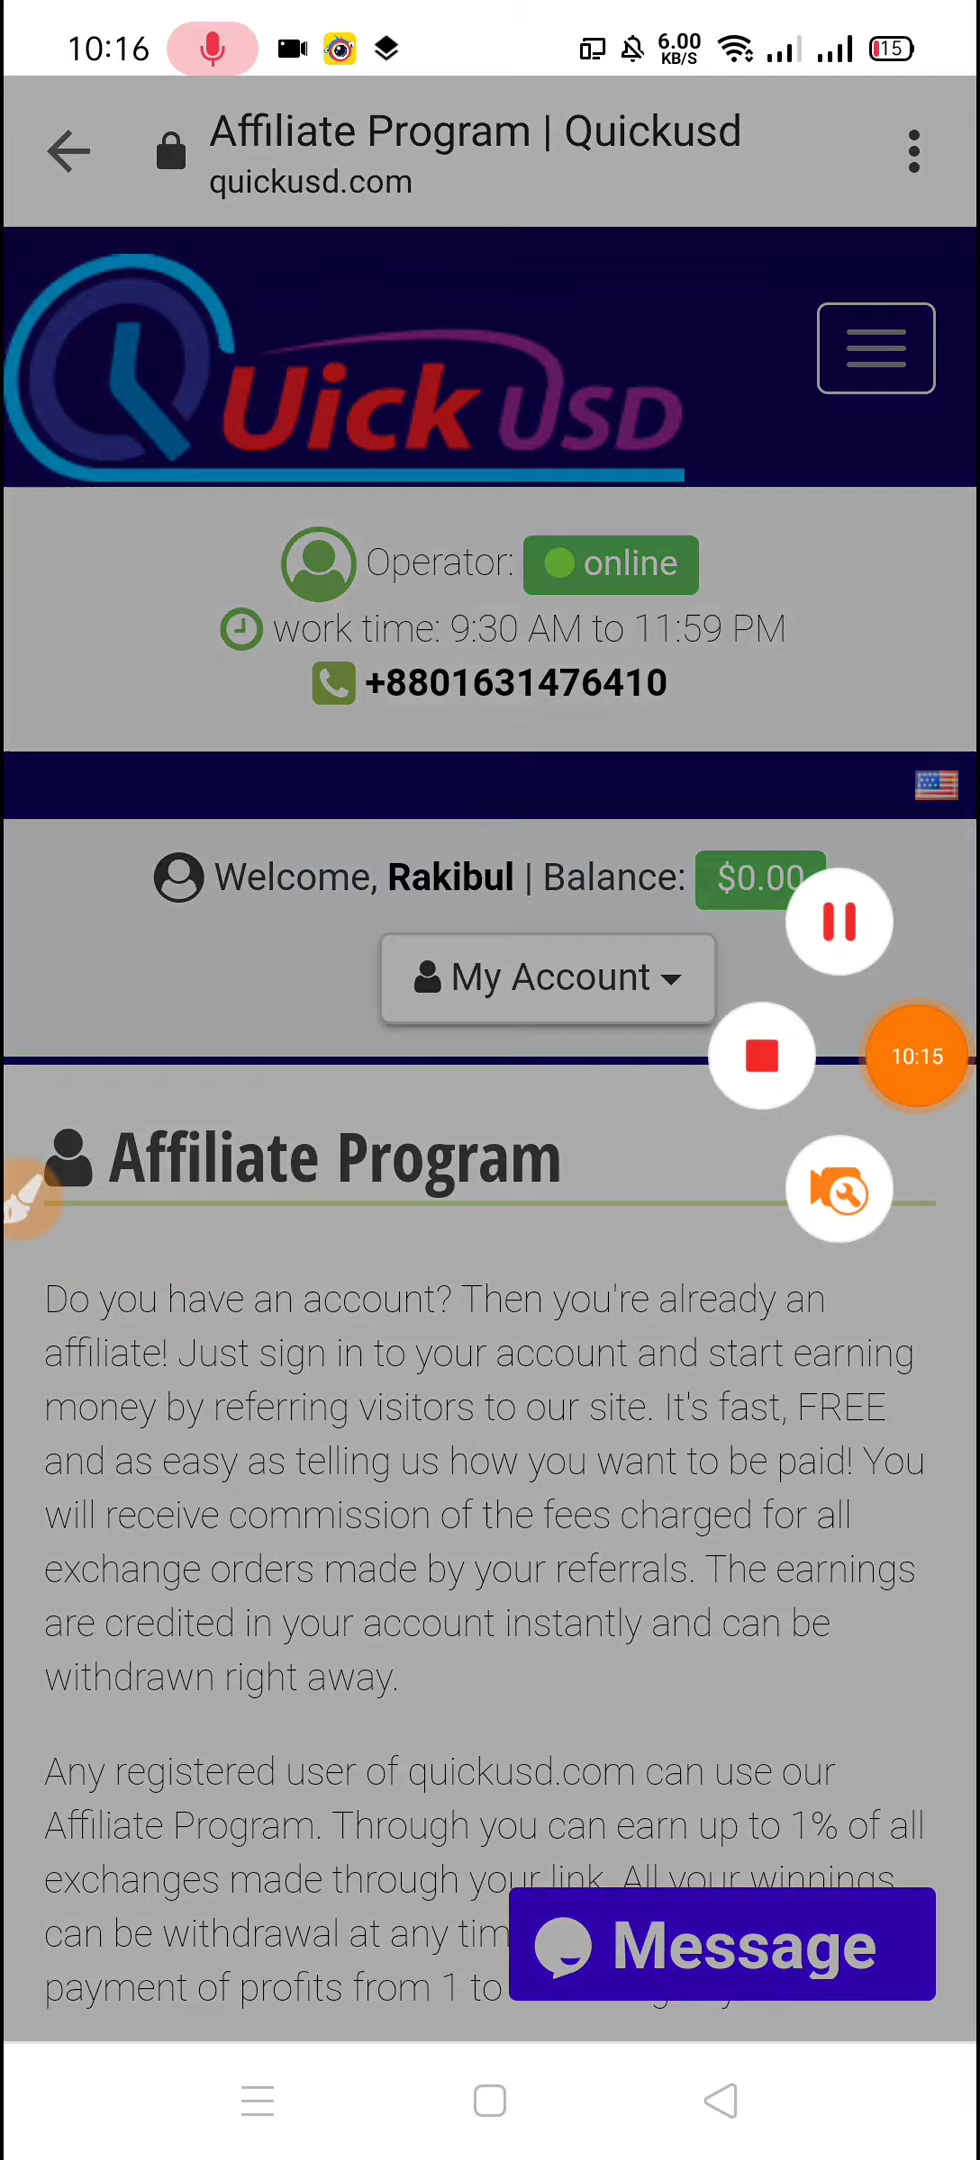 10:16
6.00
KB/S
15
Affiliate Program | Quickusd
quickusd.com
QUick USD
Operator: online
work time: 9:30 AM to 11:59 PM
+8801631476410
Welcome, Rakibul | Balance: $0.00
My Account
10:15
Affiliate Program
Do you have an account? Then you're already an
affiliate! Just sign in to your account and start earning
money by referring visitors to our site. It's fast, FREE
and as easy as telling us how you want to be paid! You
will receive commission of the fees charged for all
exchange orders made by your referrals. The earnings
are credited in your account instantly and can be
withdrawn right away.
Any registered user of quickusd.com can use our
Affiliate Program. Through you can earn up to 1% of all
exchanges made through your link. All your winnings
can be withdrawal at any tim
payment of profits from 1 to
Message